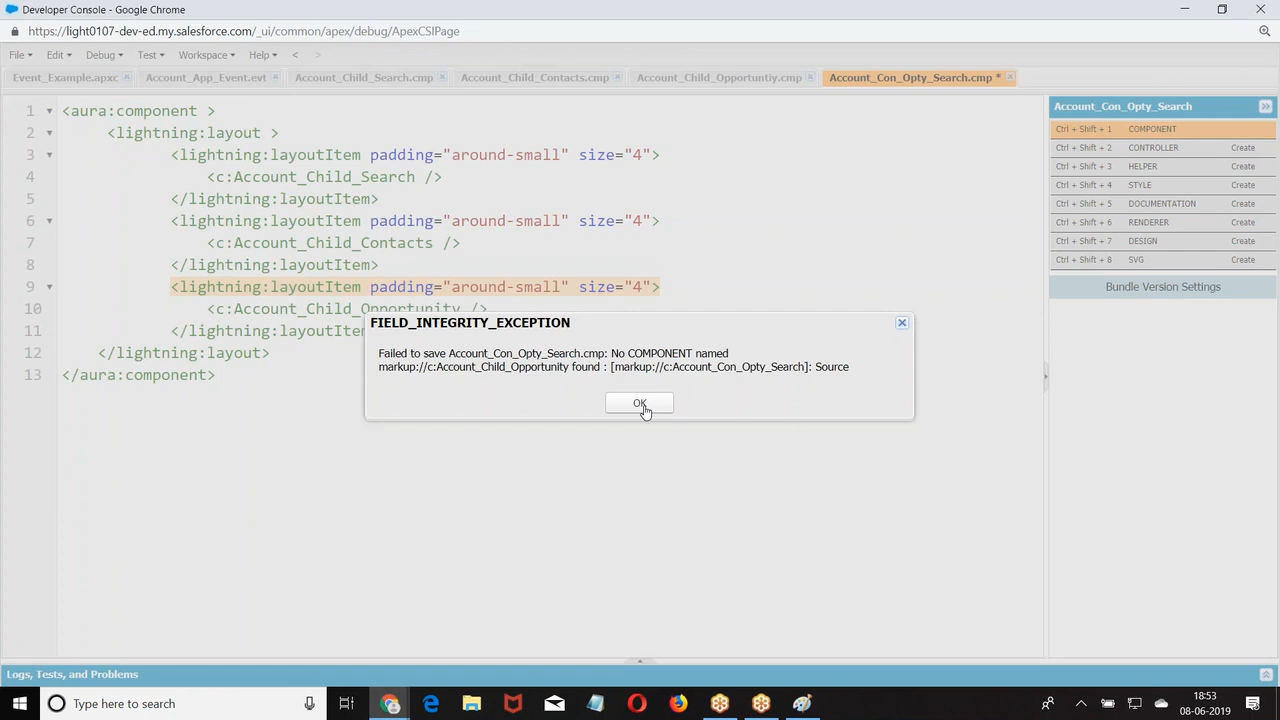 Developer Console - Google Chrome
https://light0107-dev-ed.my.salesforce.com/_ui/common/apex/debug/ApexCSIPage
File Edit Debug Test Workspace Help < >
Event_Example.apxc Account_App_Event.evt Account_Child_Search.cmp Account_Child_Contacts.cmp Account_Child_Opportuntiy.cmp Account_Con_Opty_Search.cmp *
1 <aura:component >
2 <lightning:layout >
3 <lightning:layoutItem padding="around-small" size="4">
4 <c:Account_Child_Search />
5 </lightning:layoutItem>
6 <lightning:layoutItem padding="around-small" size="4">
7 <c:Account_Child_Contacts />
8 </lightning:layoutItem>
9 <lightning:layoutItem padding="around-small" size="4">
10 <c:Account_Child_Opportunity />
11 </lightning:layoutItem
12 </lightning:layout>
13 </aura:component>
FIELD_INTEGRITY_EXCEPTION
Failed to save Account_Con_Opty_Search.cmp: No COMPONENT named
markup://c:Account_Child_Opportunity found : [markup://c:Account_Con_Opty_Search]: Source
OK
Account_Con_Opty_Search
Ctrl + Shift + 1 COMPONENT
Ctrl + Shift + 2 CONTROLLER Create
Ctrl + Shift + 3 HELPER Create
Ctrl + Shift + 4 STYLE Create
Ctrl + Shift + 5 DOCUMENTATION Create
Ctrl + Shift + 6 RENDERER Create
Ctrl + Shift + 7 DESIGN Create
Ctrl + Shift + 8 SVG Create
Bundle Version Settings
Logs, Tests, and Problems
Type here to search
18:53
08-06-2019